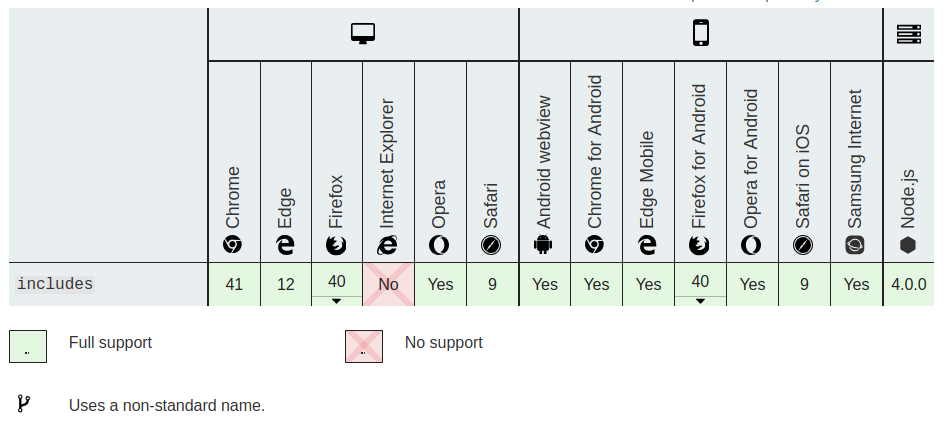 Chrome
Edge
Firefox
Internet Explorer
Opera
Safari
Android webview
Chrome for Android
Edge Mobile
Firefox for Android
Opera for Android
Safari on iOS
Samsung Internet
Node.js
includes 41 12 40 No Yes 9 Yes Yes Yes 40 Yes 9 Yes 4.0.0
Full support No support
Uses a non-standard name.